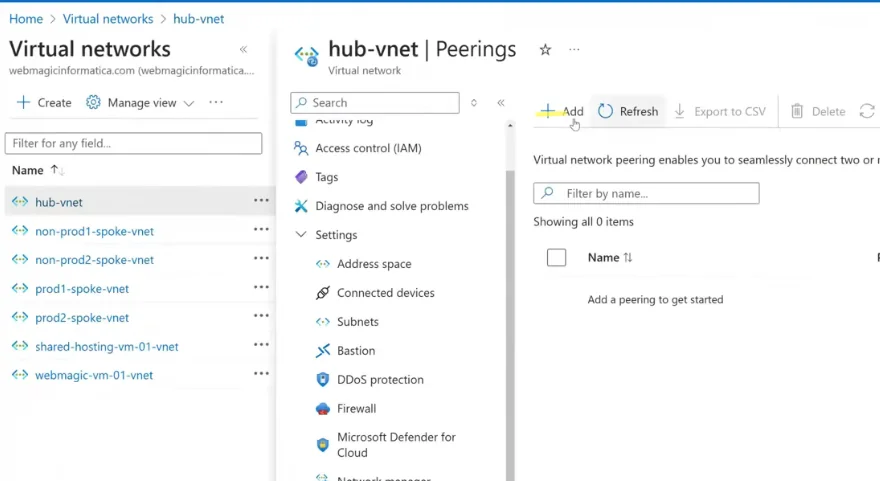 Home > Virtual networks > hub-vnet
Virtual networks
webmagicinformatica.com (webmagicinformatica....
Create
Manage view
Filter for any field...
Name
hub-vnet
non-prod1-spoke-vnet
non-prod2-spoke-vnet
prod1-spoke-vnet
prod2-spoke-vnet
shared-hosting-vm-01-vnet
webmagic-vm-01-vnet
hub-vnet | Peerings
Virtual network
Search
Activity log
Access control (IAM)
Tags
Diagnose and solve problems
Settings
Address space
Connected devices
Subnets
Bastion
DDoS protection
Firewall
Microsoft Defender for
Cloud
Network manager
Add
Refresh
Export to CSV
Delete
Virtual network peering enables you to seamlessly connect two or
Filter by name...
Showing all 0 items
Name
Add a peering to get started